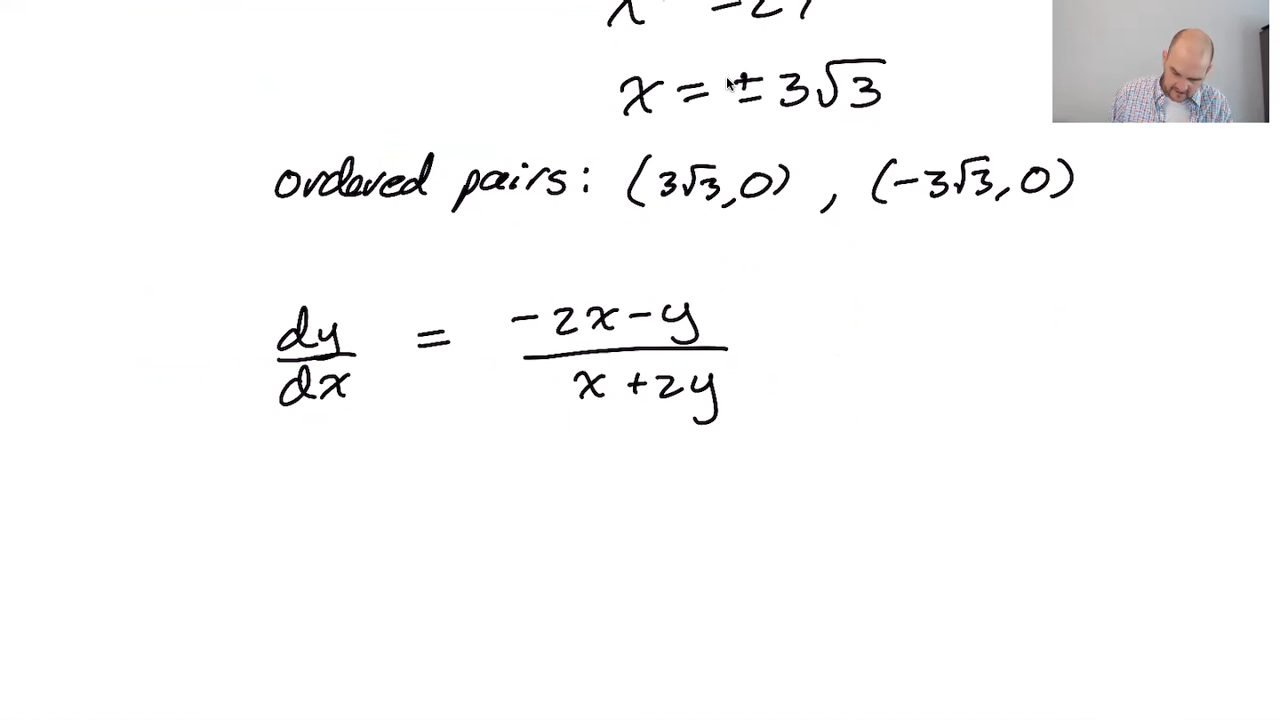 x = ± 3√3
ordered pairs: (3√3, 0) , (-3√3, 0)
dy/dx = (-2x - y)/(x + 2y)